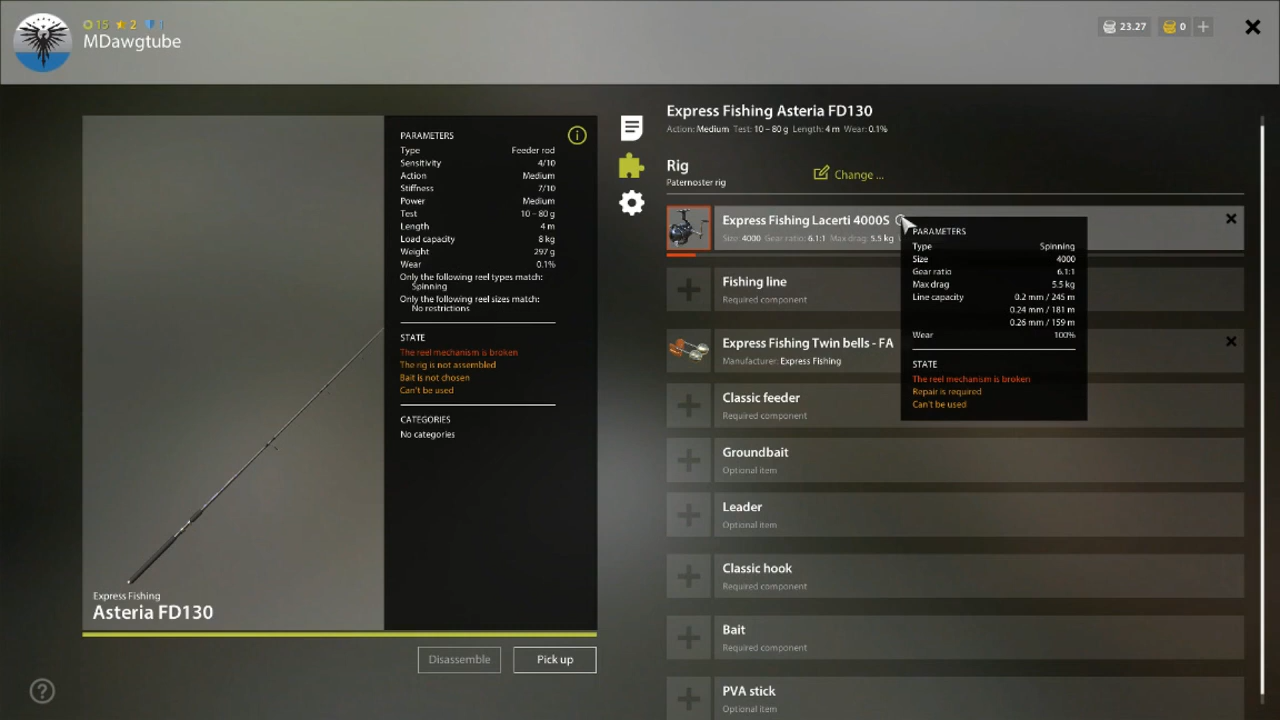 15 2 1
MDawgtube
23.27 0
PARAMETERS
Type Feeder rod
Sensitivity 4/10
Action Medium
Stiffness 7/10
Power Medium
Test 10 – 80 g
Length 4 m
Load capacity 8 kg
Weight 297 g
Wear 0.1%
Only the following reel types match:
Spinning
Only the following reel sizes match:
No restrictions
STATE
The reel mechanism is broken
The rig is not assembled
Bait is not chosen
Can't be used
CATEGORIES
No categories
Express Fishing
Asteria FD130
Disassemble
Pick up
Express Fishing Asteria FD130
Action: Medium Test: 10 – 80 g Length: 4 m Wear: 0.1%
Rig
Paternoster rig
Change ...
Express Fishing Lacerti 4000S
Size: 4000 Gear ratio: 6.1:1 Max drag: 5.5 kg
PARAMETERS
Type Spinning
Size 4000
Gear ratio 6.1:1
Max drag 5.5 kg
Line capacity 0.2 mm / 245 m
0.24 mm / 181 m
0.26 mm / 159 m
Wear 100%
STATE
The reel mechanism is broken
Repair is required
Can't be used
Fishing line
Required component
Express Fishing Twin bells - FA
Manufacturer: Express Fishing
Classic feeder
Required component
Groundbait
Optional item
Leader
Optional item
Classic hook
Required component
Bait
Required component
PVA stick
Optional item